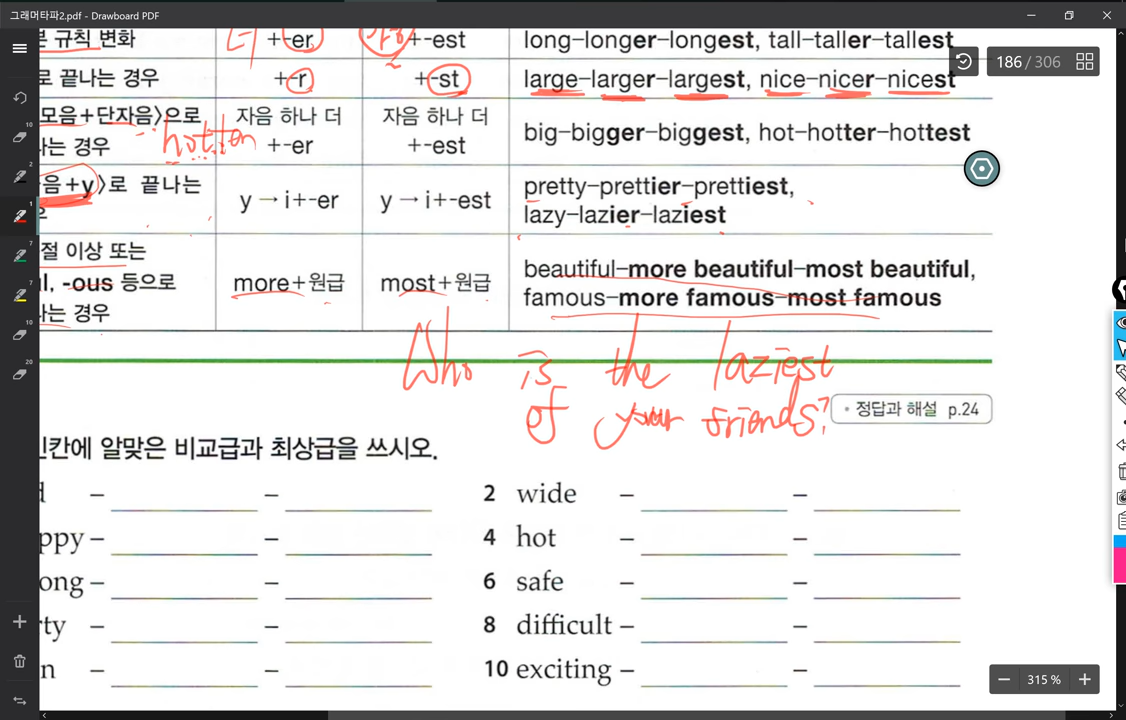 그래머타파2.pdf - Drawboard PDF
규칙 변화 +-er +-est long–longer–longest, tall–taller–tallest
186 / 306
로 끝나는 경우 +-r +-st large–larger–largest, nice–nicer–nicest
모음+단자음〉으로 자음 하나 더 자음 하나 더
는 경우 +-er +-est big–bigger–biggest, hot–hotter–hottest
음+y〉로 끝나는 y → i+-er y → i+-est pretty–prettier–prettiest,
lazy–lazier–laziest
절 이상 또는
l, -ous 등으로 more+원급 most+원급 beautiful–more beautiful–most beautiful,
는 경우 famous–more famous–most famous
Who is the laziest
of your friends?
• 정답과 해설 p.24
빈칸에 알맞은 비교급과 최상급을 쓰시오.
– – 2 wide – –
ppy – – 4 hot – –
ong – – 6 safe – –
ty – – 8 difficult – –
n – – 10 exciting – –
315 %